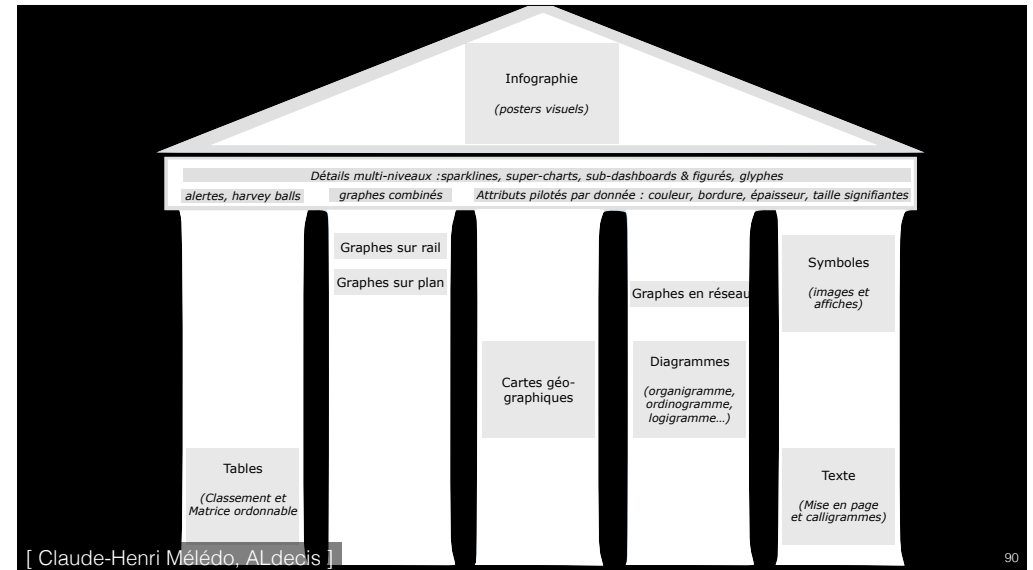 Infographie
(posters visuels)
Détails multi-niveaux :sparklines, super-charts, sub-dashboards & figurés, glyphes
alertes, harvey balls
graphes combinés
Attributs pilotés par donnée : couleur, bordure, épaisseur, taille signifiantes
Graphes sur rail
Graphes sur plan
Symboles
(images et
affiches)
Graphes en réseau
Cartes géo-
graphiques
Diagrammes
(organigramme,
ordinogramme,
logigramme...)
Tables
(Classement et
Matrice ordonnable
Texte
(Mise en page
et calligrammes)
[ Claude-Henri Mélédo, ALdecis ]
90